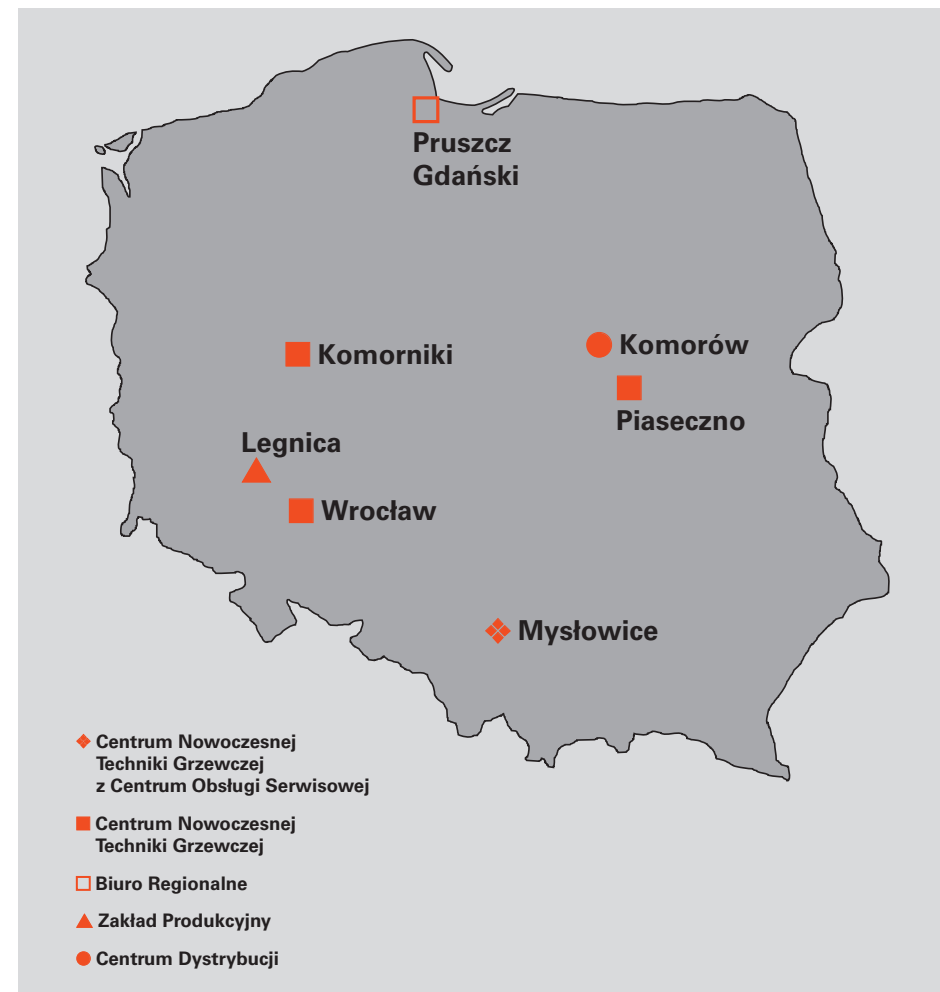 Pruszcz
Gdański
Komorniki
Komorów
Piaseczno
Legnica
Wrocław
Mysłowice
Centrum Nowoczesnej
Techniki Grzewczej
z Centrum Obsługi Serwisowej
Centrum Nowoczesnej
Techniki Grzewczej
Biuro Regionalne
Zakład Produkcyjny
Centrum Dystrybucji